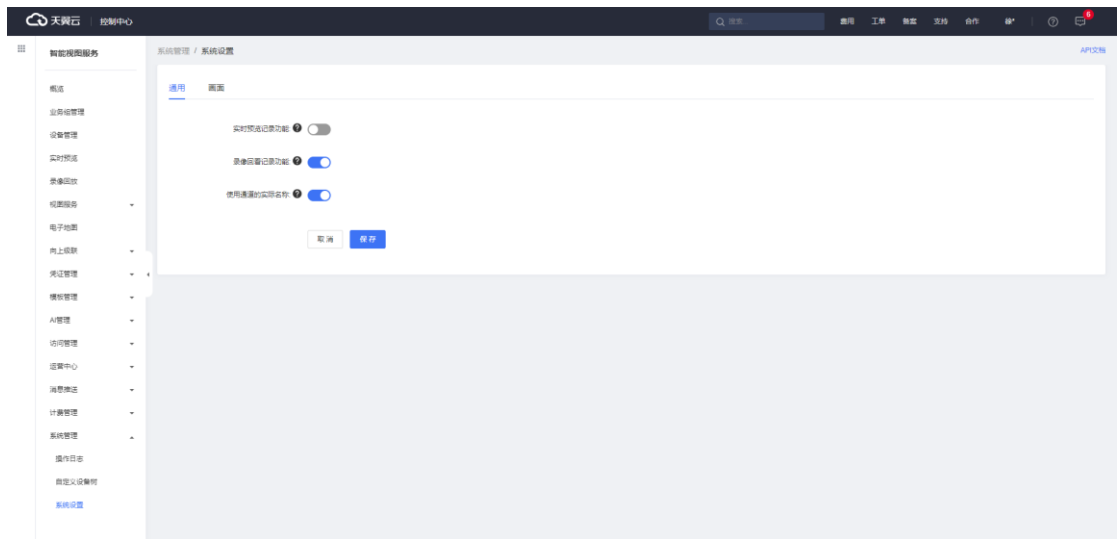 天翼云 控制中心
搜索...
费用 工单 备案 支持 合作
6
智能视图服务
系统管理 / 系统设置
API文档
概览
通用 画面
业务组管理
设备管理
实时预览记录功能
实时预览
录像回看记录功能
录像回放
使用通道的实际名称
视图服务
电子地图
取消 保存
向上级联
凭证管理
模板管理
AI管理
访问管理
运营中心
消息推送
计费管理
系统管理
操作日志
自定义设备树
系统设置